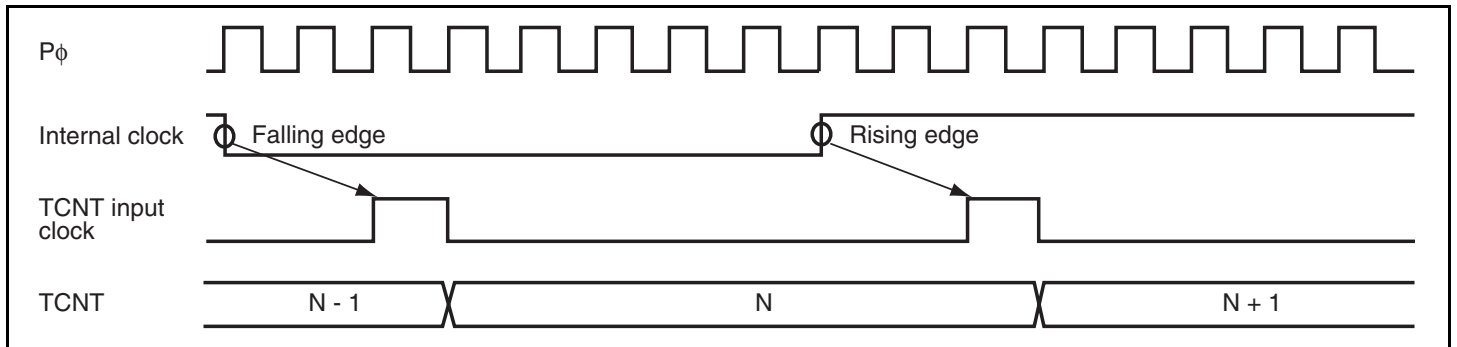 Pϕ
Internal clock Falling edge Rising edge
TCNT input
clock
TCNT N - 1 N N + 1